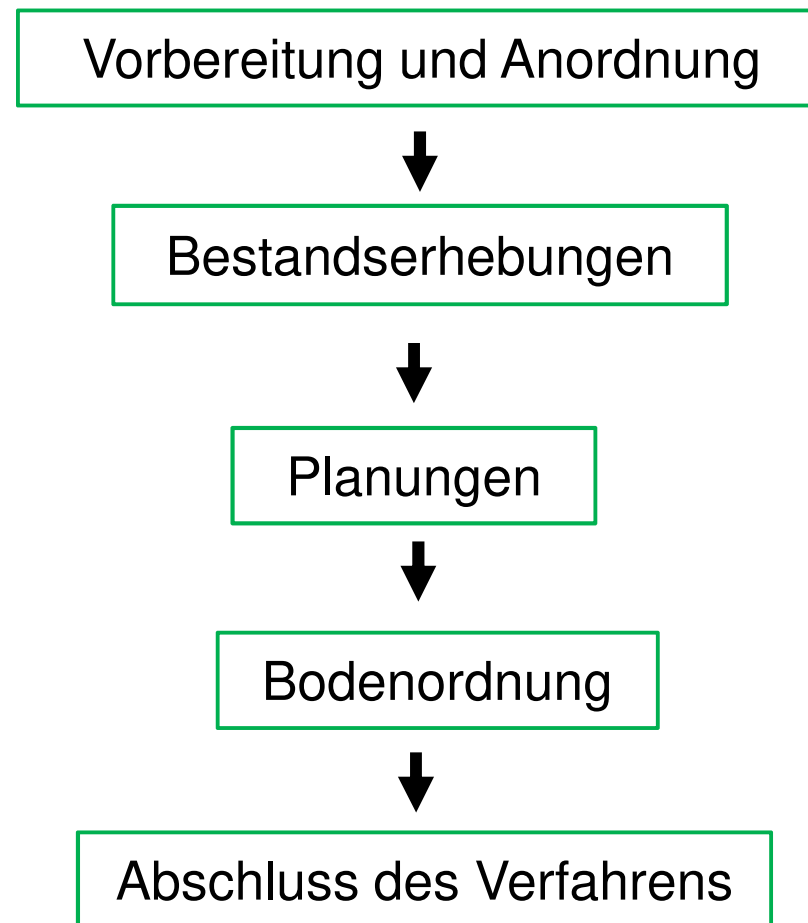 Vorbereitung und Anordnung
Bestandserhebungen
Planungen
Bodenordnung
Abschluss des Verfahrens